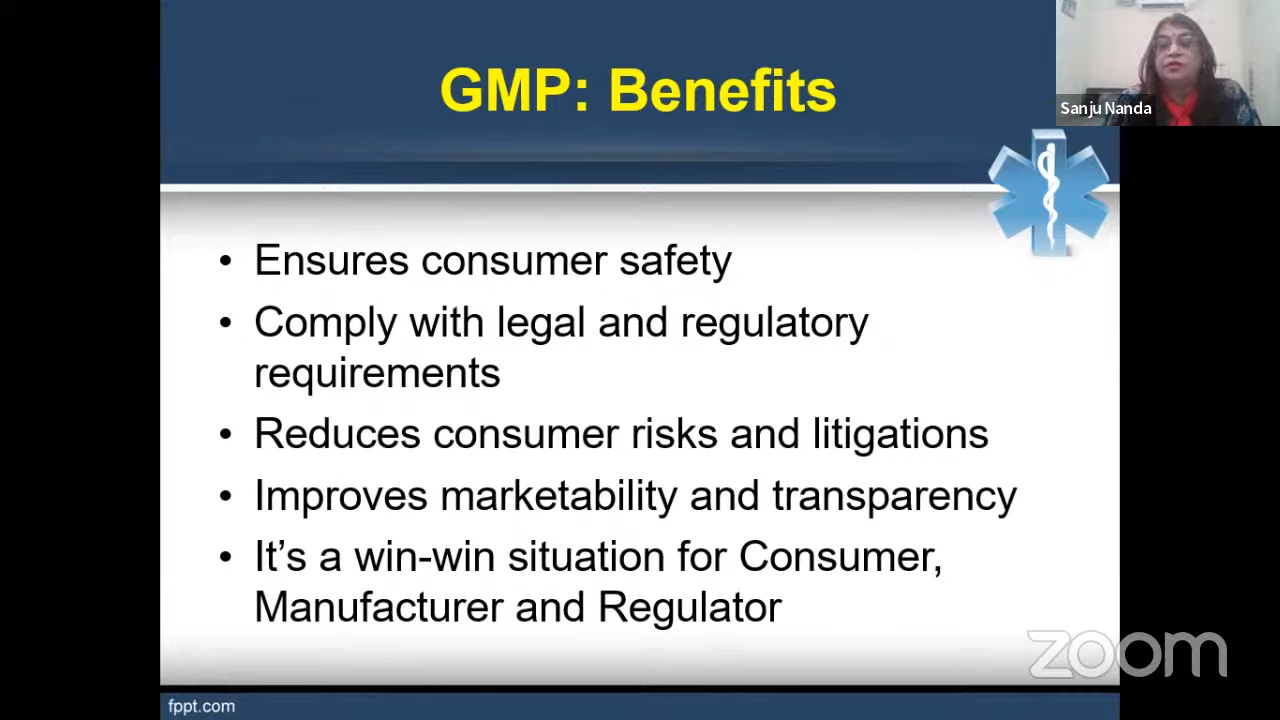 GMP: Benefits
Sanju Nanda
• Ensures consumer safety
• Comply with legal and regulatory
requirements
• Reduces consumer risks and litigations
• Improves marketability and transparency
• It’s a win-win situation for Consumer,
Manufacturer and Regulator
zoom
fppt.com